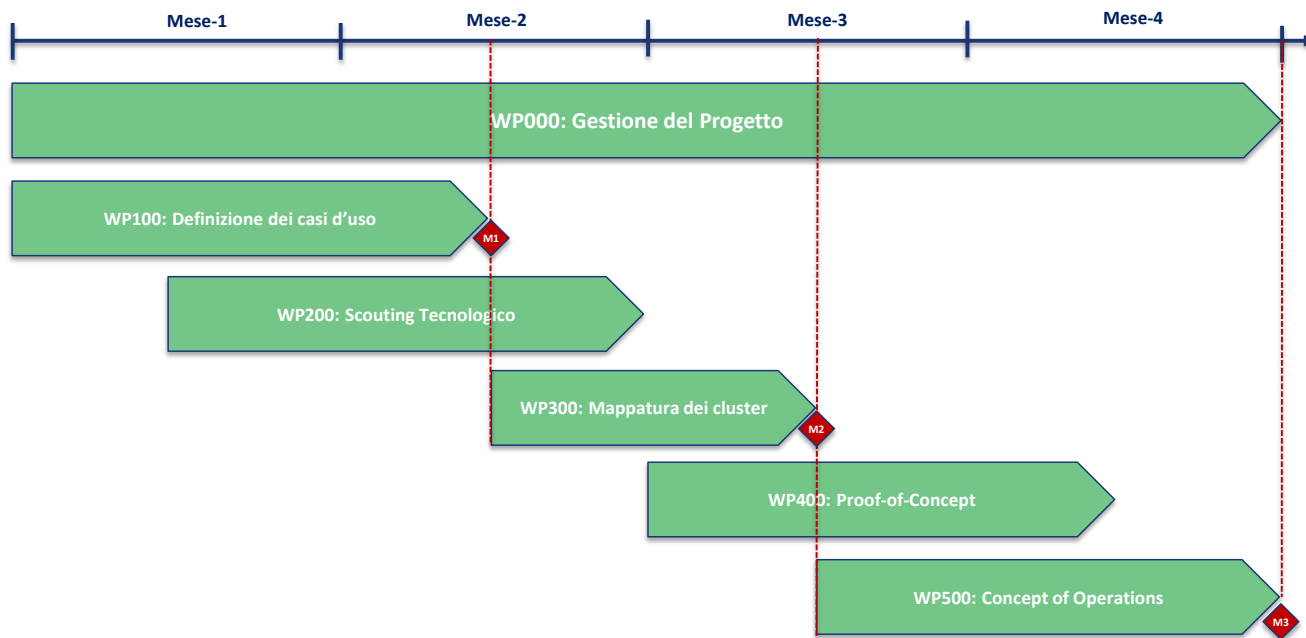 Mese-1
Mese-2
Mese-3
Mese-4
WP000: Gestione del Progetto
WP100: Definizione dei casi d’uso
M1
WP200: Scouting Tecnologico
WP300: Mappatura dei cluster
M2
WP400: Proof-of-Concept
WP500: Concept of Operations
M3